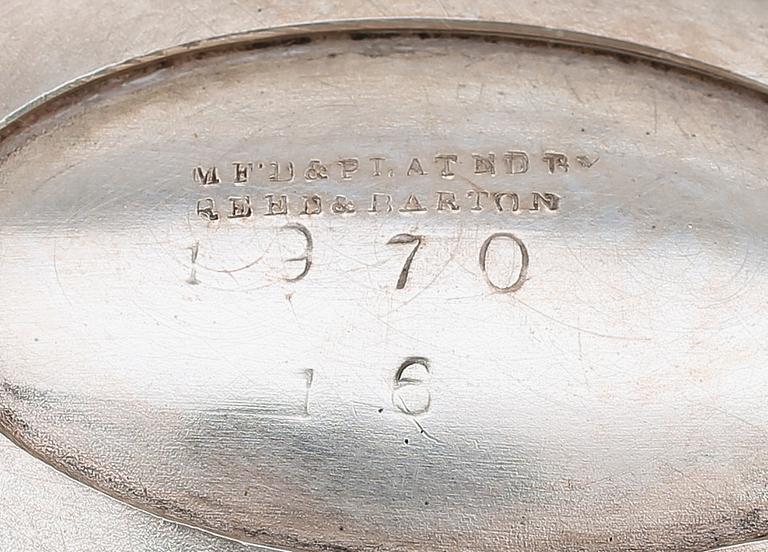 MF'D & PLATED BY
REED & BARTON
1370
16